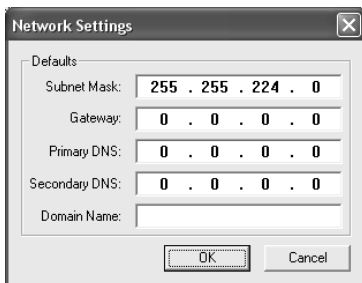 Network Settings
Defaults
Subnet Mask: 255 . 255 . 224 . 0
Gateway: 0 . 0 . 0 . 0
Primary DNS: 0 . 0 . 0 . 0
Secondary DNS: 0 . 0 . 0 . 0
Domain Name:
OK Cancel